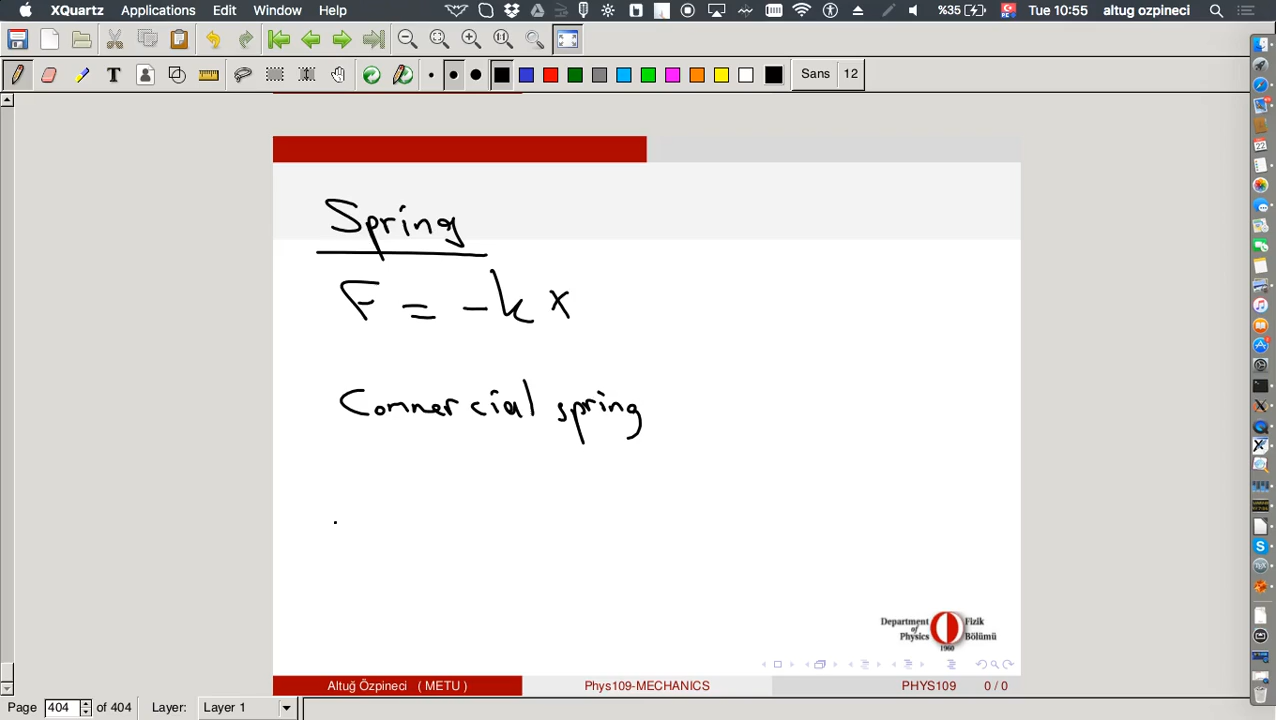 XQuartz Applications Edit Window Help %35 Tue 10:55 altug ozpineci
Sans 12
Spring
F = -k x
Commercial spring
Department of Physics Fizik Bölümü
1960
Altuğ Özpineci ( METU ) Phys109-MECHANICS PHYS109 0 / 0
Page 404 of 404 Layer: Layer 1